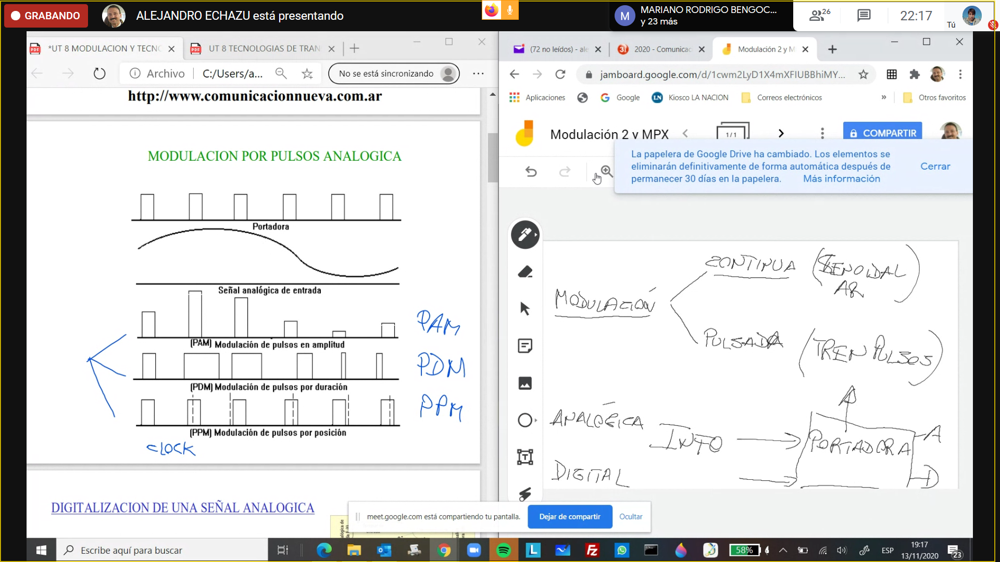 GRABANDO
ALEJANDRO ECHAZU está presentando
M
MARIANO RODRIGO BENGOC...
y 23 más
26
22:17
Tú
*UT 8 MODULACION Y TECNO
UT 8 TECNOLOGIAS DE TRAN
Archivo
C:/Users/a...
No se está sincronizando
http://www.comunicacionnueva.com.ar
MODULACION POR PULSOS ANALOGICA
Portadora
Señal analógica de entrada
PAM
(PAM) Modulación de pulsos en amplitud
PDM
(PDM) Modulación de pulsos por duración
PPM
(PPM) Modulación de pulsos por posición
CLOCK
DIGITALIZACION DE UNA SEÑAL ANALOGICA
(72 no leídos) - ale
2020 - Comunicac
Modulación 2 y M
jamboard.google.com/d/1cwm2LyD1X4mXFIUBBhiMY...
Aplicaciones
Google
LN
Kiosco LA NACION
Correos electrónicos
»
Otros favoritos
Modulación 2 y MPX
1/1
COMPARTIR
La papelera de Google Drive ha cambiado. Los elementos se
eliminarán definitivamente de forma automática después de
permanecer 30 días en la papelera. Más información
Cerrar
CONTINUA (SENOIDAL
AR)
MODULACIÓN
PULSADA (TREN PULSOS)
A
ANALÓGICA
INFO
PORTADORA
A
DIGITAL
D
meet.google.com está compartiendo tu pantalla.
Dejar de compartir
Ocultar
Escribe aquí para buscar
58%
ESP
19:17
13/11/2020
23